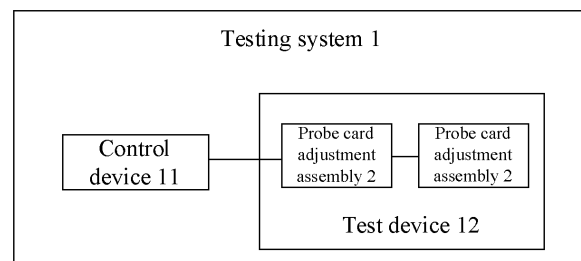 Testing system 1
Control
device 11
Probe card
adjustment
assembly 2
Probe card
adjustment
assembly 2
Test device 12